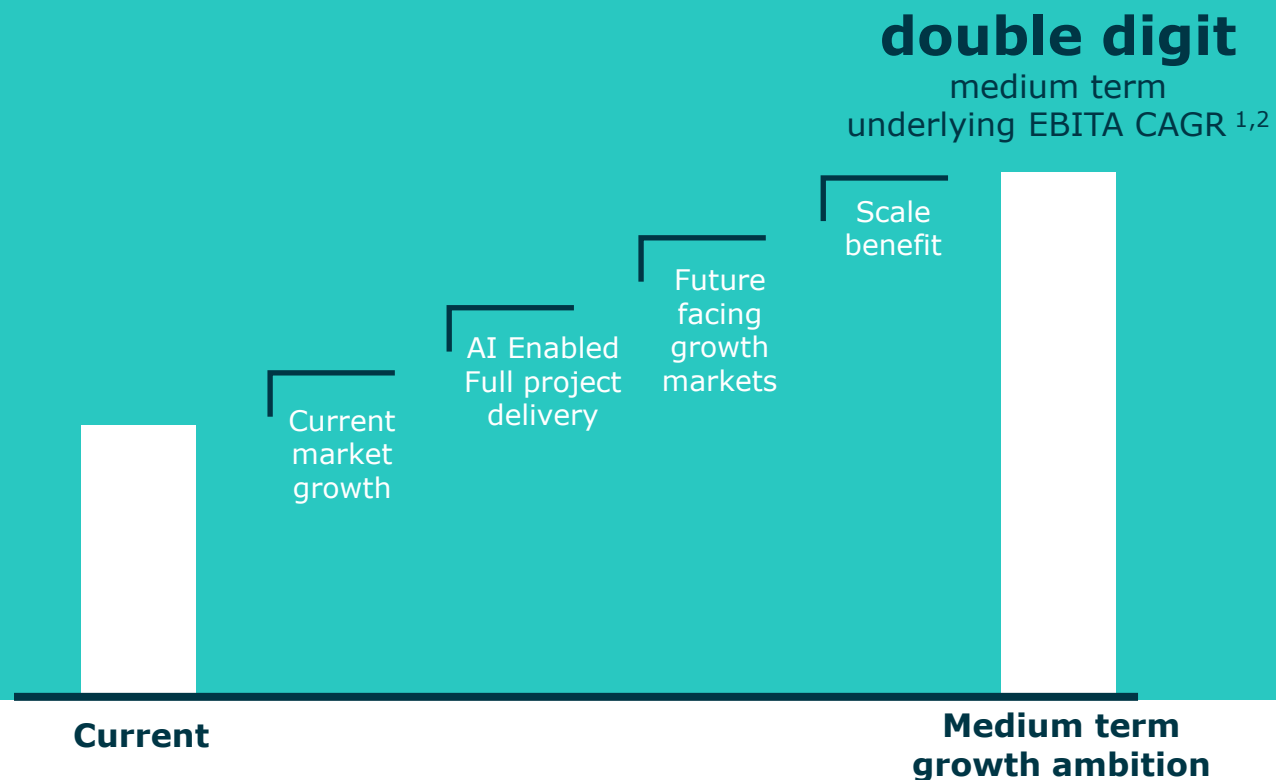 double digit
medium term
underlying EBITA CAGR 1,2
Scale
benefit
Future
facing
growth
markets
AI Enabled
Full project
delivery
Current
market
growth
Current
Medium term
growth ambition